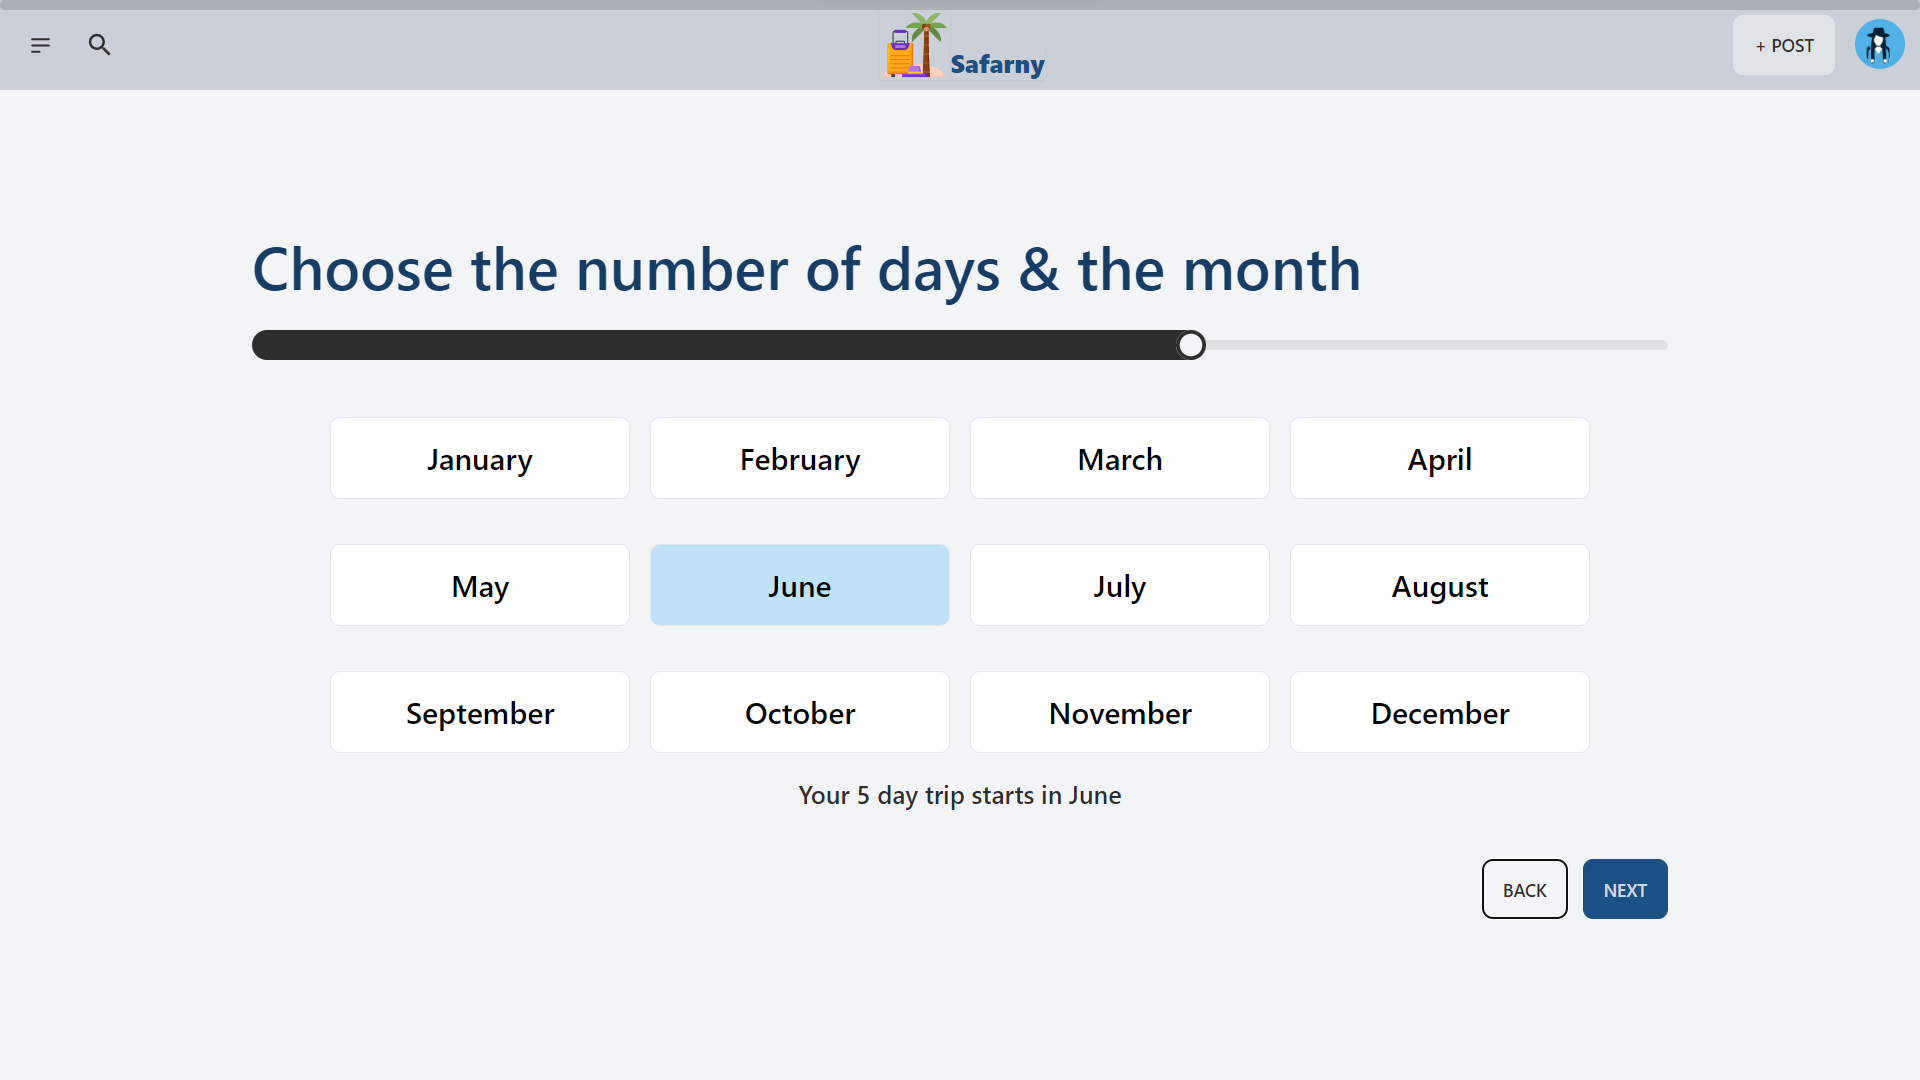 Safarny
+ POST
Choose the number of days & the month
January
February
March
April
May
June
July
August
September
October
November
December
Your 5 day trip starts in June
BACK
NEXT